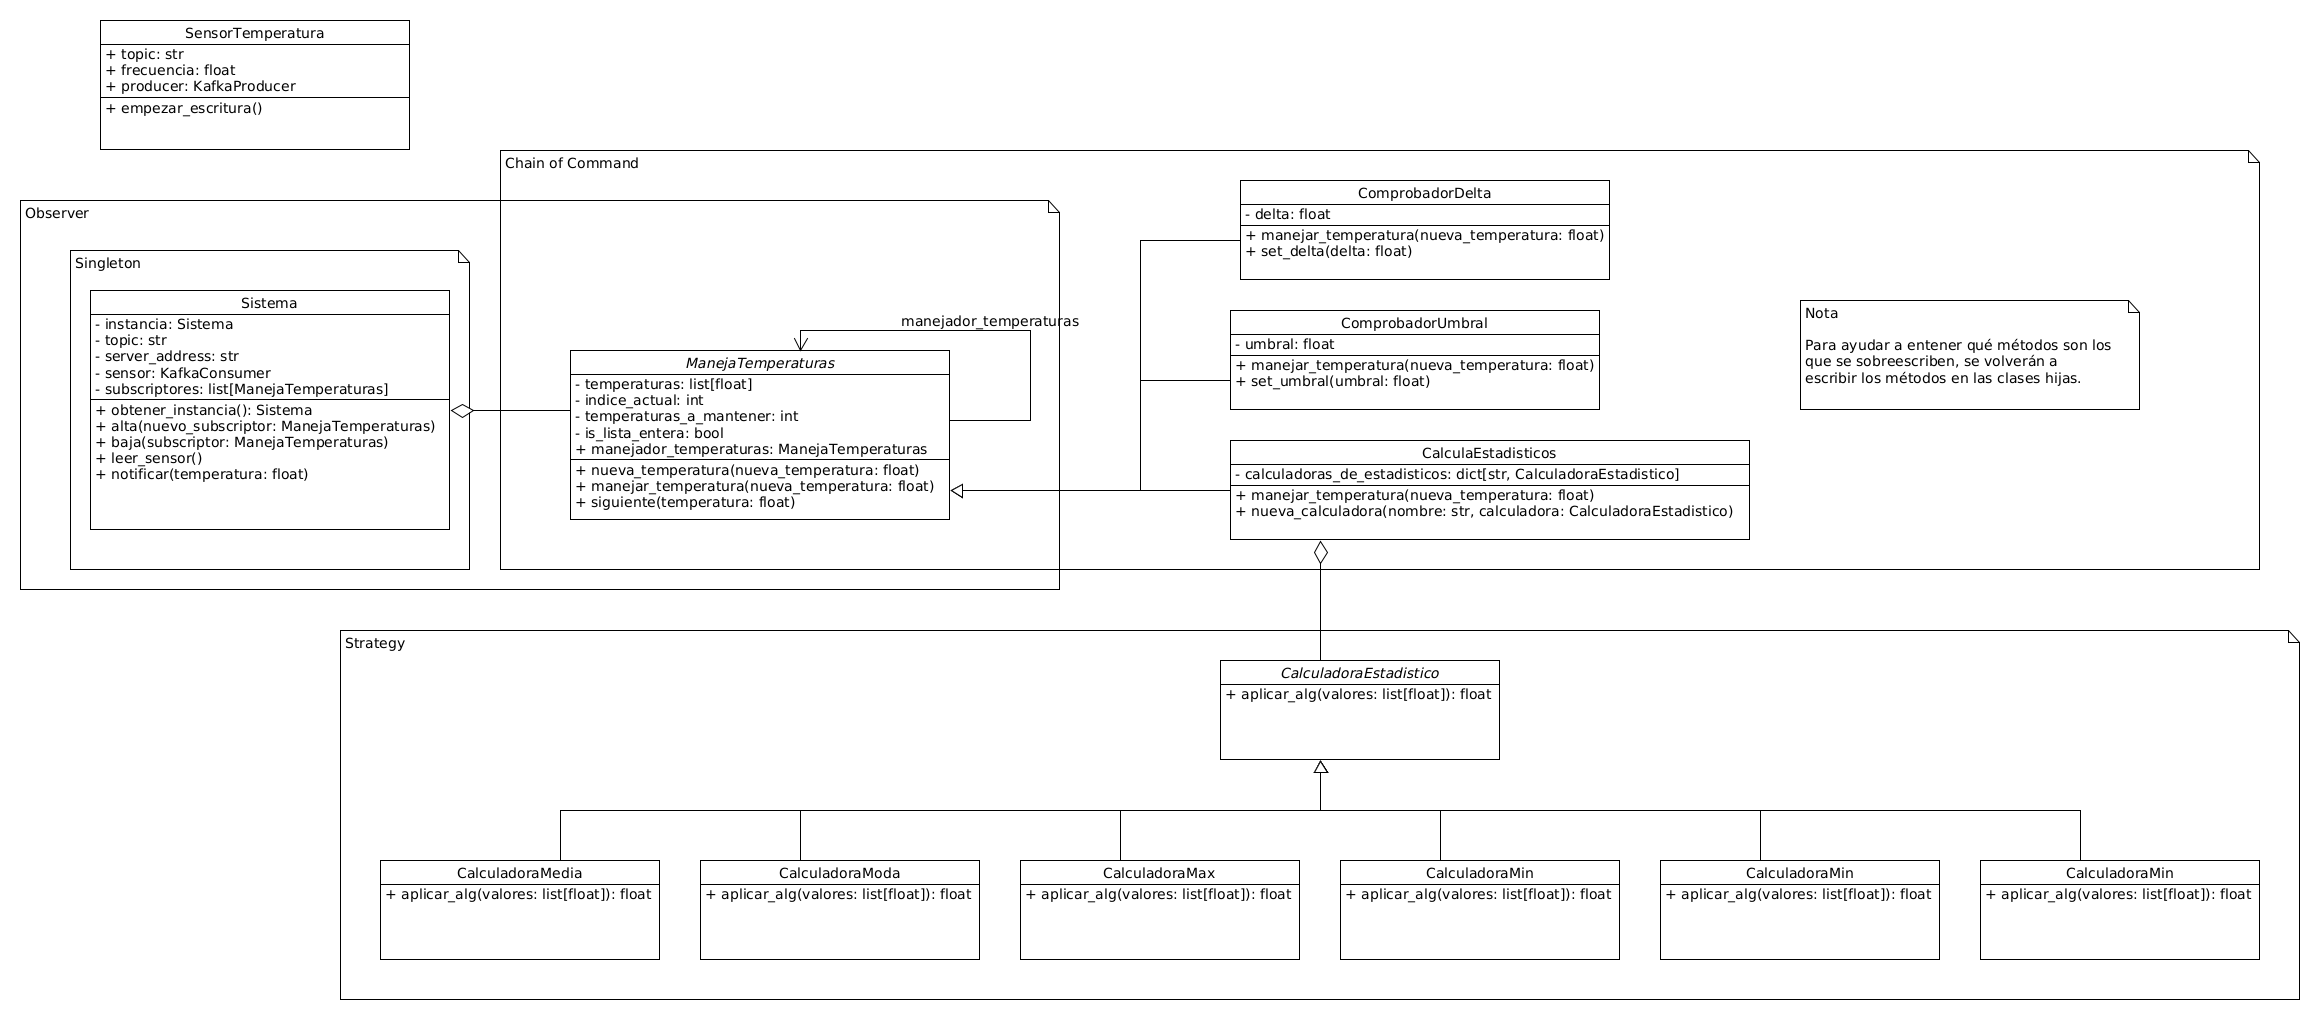 SensorTemperatura
+ topic: str
+ frecuencia: float
+ producer: KafkaProducer
+ empezar_escritura()
Chain of Command
Observer
Singleton
Sistema
- instancia: Sistema
- topic: str
- server_address: str
- sensor: KafkaConsumer
- subscriptores: list[ManejaTemperaturas]
+ obtener_instancia(): Sistema
+ alta(nuevo_subscriptor: ManejaTemperaturas)
+ baja(subscriptor: ManejaTemperaturas)
+ leer_sensor()
+ notificar(temperatura: float)
manejador_temperaturas
ManejaTemperaturas
- temperaturas: list[float]
- indice_actual: int
- temperaturas_a_mantener: int
- is_lista_entera: bool
+ manejador_temperaturas: ManejaTemperaturas
+ nueva_temperatura(nueva_temperatura: float)
+ manejar_temperatura(nueva_temperatura: float)
+ siguiente(temperatura: float)
ComprobadorDelta
- delta: float
+ manejar_temperatura(nueva_temperatura: float)
+ set_delta(delta: float)
ComprobadorUmbral
- umbral: float
+ manejar_temperatura(nueva_temperatura: float)
+ set_umbral(umbral: float)
CalculaEstadisticos
- calculadoras_de_estadisticos: dict[str, CalculadoraEstadistico]
+ manejar_temperatura(nueva_temperatura: float)
+ nueva_calculadora(nombre: str, calculadora: CalculadoraEstadistico)
Nota
Para ayudar a entener qué métodos son los
que se sobreescriben, se volverán a
escribir los métodos en las clases hijas.
Strategy
CalculadoraEstadistico
+ aplicar_alg(valores: list[float]): float
CalculadoraMedia
+ aplicar_alg(valores: list[float]): float
CalculadoraModa
+ aplicar_alg(valores: list[float]): float
CalculadoraMax
+ aplicar_alg(valores: list[float]): float
CalculadoraMin
+ aplicar_alg(valores: list[float]): float
CalculadoraMin
+ aplicar_alg(valores: list[float]): float
CalculadoraMin
+ aplicar_alg(valores: list[float]): float